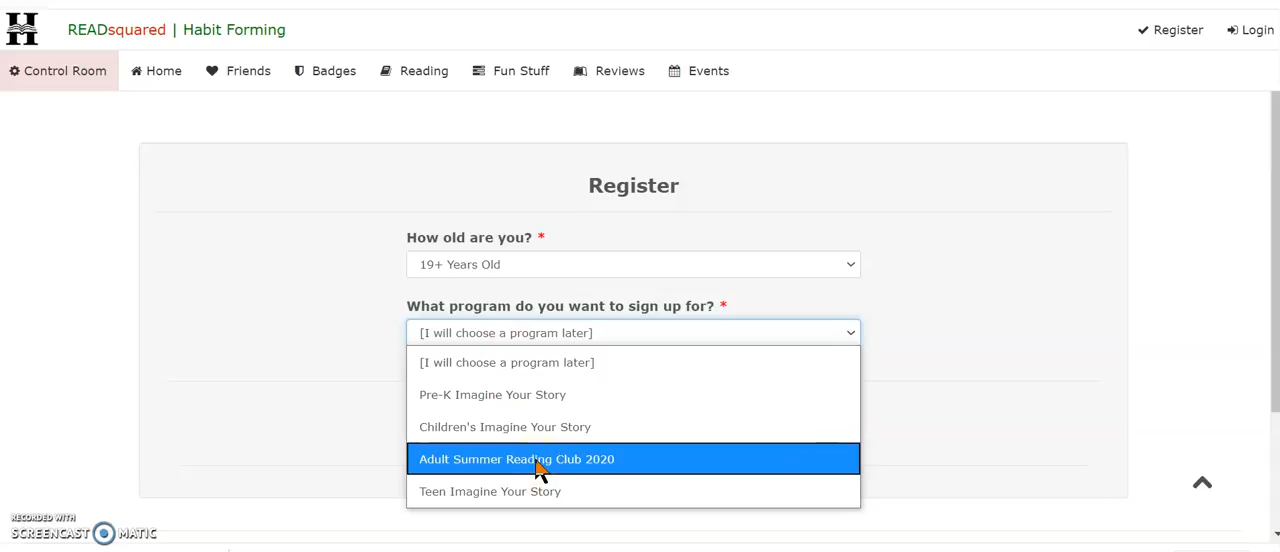 READsquared | Habit Forming
Register
Login
Control Room
Home
Friends
Badges
Reading
Fun Stuff
Reviews
Events
Register
How old are you? *
19+ Years Old
What program do you want to sign up for? *
[I will choose a program later]
[I will choose a program later]
Pre-K Imagine Your Story
Children's Imagine Your Story
Adult Summer Reading Club 2020
Teen Imagine Your Story
RECORDED WITH
SCREENCAST MATIC